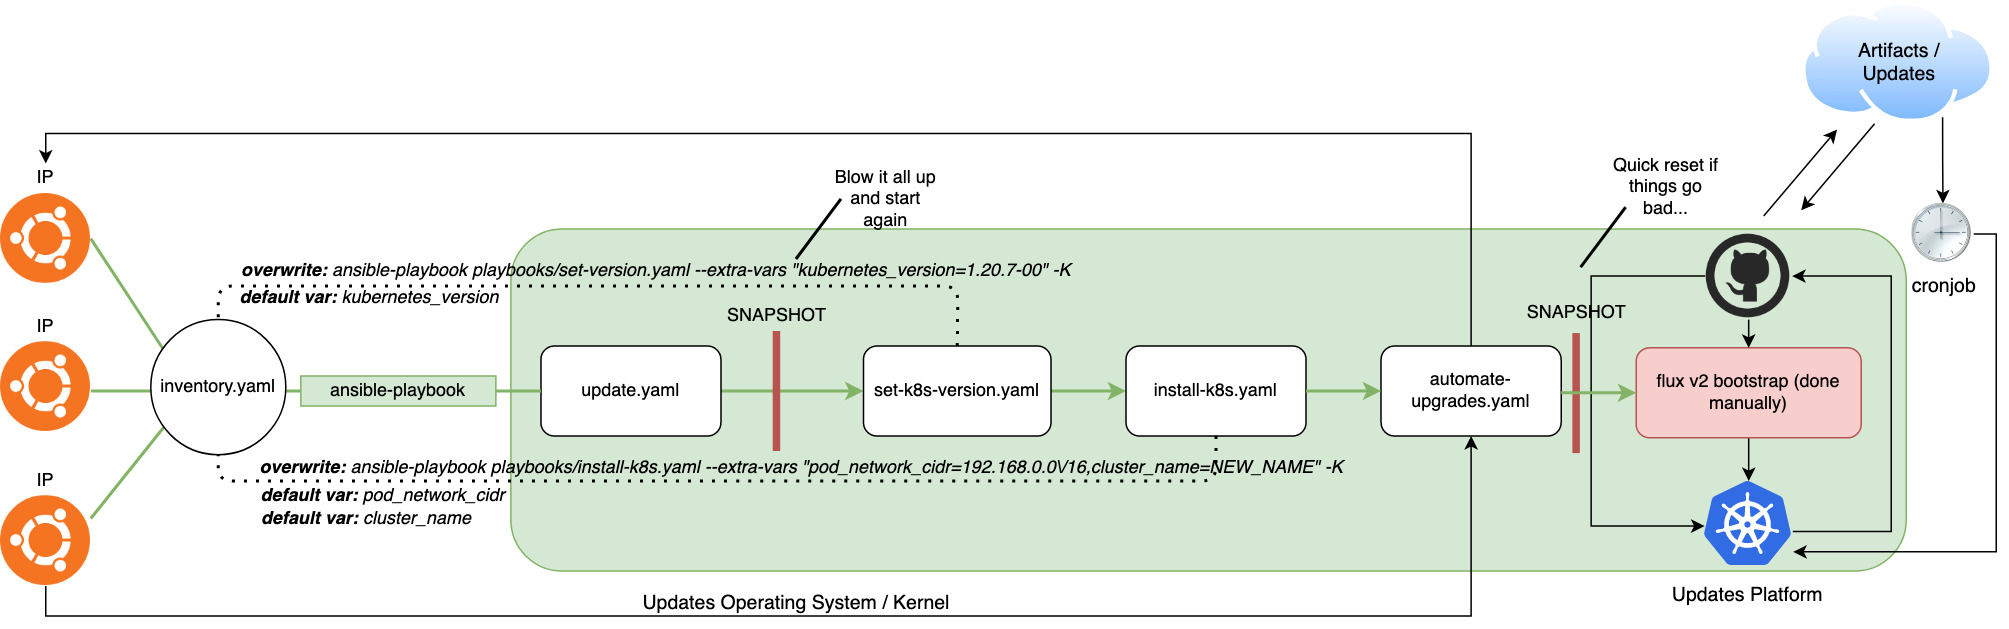 Artifacts /
Updates
IP
Blow it all up
and start
again
Quick reset if
things go
bad...
overwrite: ansible-playbook playbooks/set-version.yaml --extra-vars "kubernetes_version=1.20.7-00" -K
default var: kubernetes_version
cronjob
SNAPSHOT
SNAPSHOT
IP
inventory.yaml
ansible-playbook
update.yaml
set-k8s-version.yaml
install-k8s.yaml
automate-
upgrades.yaml
flux v2 bootstrap (done
manually)
IP
overwrite: ansible-playbook playbooks/install-k8s.yaml --extra-vars "pod_network_cidr=192.168.0.0\/16,cluster_name=NEW_NAME" -K
default var: pod_network_cidr
default var: cluster_name
Updates Operating System / Kernel
Updates Platform